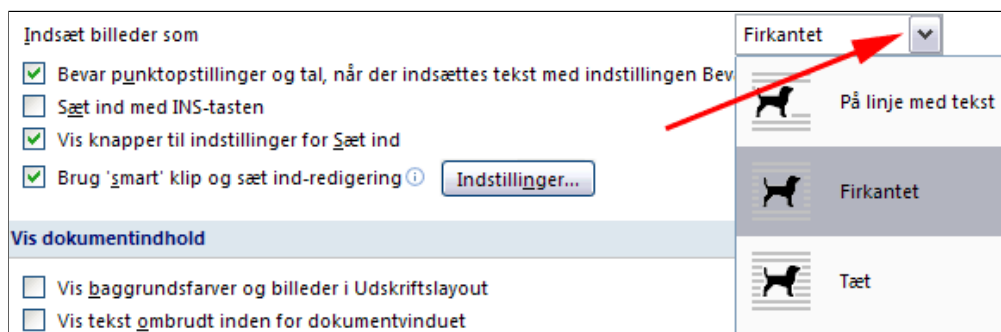 Indsæt billeder som
Firkantet
Bevar punktopstillinger og tal, når der indsættes tekst med indstillingen Bev
Sæt ind med INS-tasten
Vis knapper til indstillinger for Sæt ind
Brug 'smart' klip og sæt ind-redigering
Indstillinger...
På linje med tekst
Firkantet
Tæt
Vis dokumentindhold
Vis baggrundsfarver og billeder i Udskriftslayout
Vis tekst ombrudt inden for dokumentvinduet